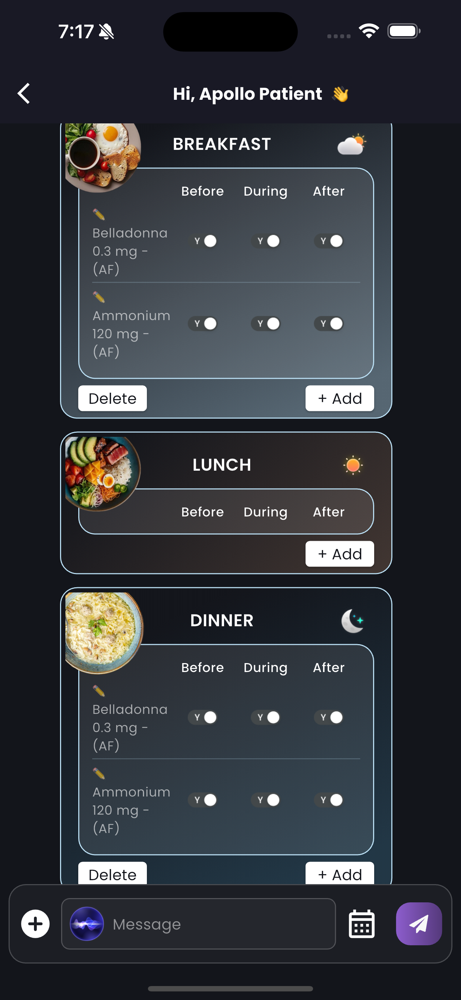 7:17
Hi, Apollo Patient 👋
BREAKFAST
Before During After
Belladonna
0.3 mg -
(AF)
Y Y Y
Ammonium
120 mg -
(AF)
Y Y Y
Delete + Add
LUNCH
Before During After
+ Add
DINNER
Before During After
Belladonna
0.3 mg -
(AF)
Y Y Y
Ammonium
120 mg -
(AF)
Y Y Y
Delete + Add
Message